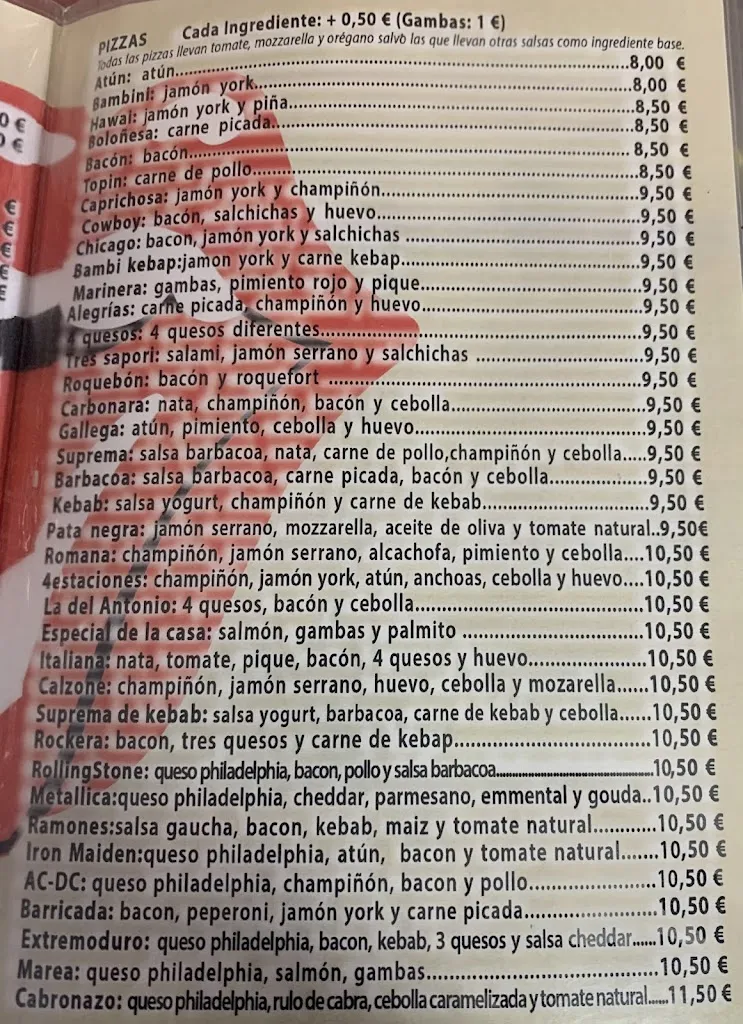 PIZZAS Cada Ingrediente: + 0,50 € (Gambas: 1 €)
Todas las pizzas llevan tomate, mozzarella y orégano salvo las que llevan otras salsas como ingrediente base.
Atún: atún...8,00 €
Bambini: jamón york...8,00 €
Hawai: jamón york y piña...8,50 €
Boloñesa: carne picada...8,50 €
Bacón: bacón...8,50 €
Topin: carne de pollo...8,50 €
Caprichosa: jamón york y champiñón...9,50 €
Cowboy: bacón, salchichas y huevo...9,50 €
Chicago: bacon, jamón york y salchichas...9,50 €
Bambi kebap:jamon york y carne kebap...9,50 €
Marinera: gambas, pimiento rojo y pique...9,50 €
Alegrías: carne picada, champiñón y huevo...9,50 €
4 quesos: 4 quesos diferentes...9,50 €
Tres sapori: salami, jamón serrano y salchichas...9,50 €
Roquebón: bacón y roquefort...9,50 €
Carbonara: nata, champiñón, bacón y cebolla...9,50 €
Gallega: atún, pimiento, cebolla y huevo...9,50 €
Suprema: salsa barbacoa, nata, carne de pollo,champiñón y cebolla...9,50 €
Barbacoa: salsa barbacoa, carne picada, bacón y cebolla...9,50 €
Kebab: salsa yogurt, champiñón y carne de kebab...9,50 €
Pata negra: jamón serrano, mozzarella, aceite de oliva y tomate natural..9,50€
Romana: champiñón, jamón serrano, alcachofa, pimiento y cebolla....10,50 €
4estaciones: champiñón, jamón york, atún, anchoas, cebolla y huevo....10,50 €
La del Antonio: 4 quesos, bacón y cebolla...10,50 €
Especial de la casa: salmón, gambas y palmito...10,50 €
Italiana: nata, tomate, pique, bacón, 4 quesos y huevo...10,50 €
Calzone: champiñón, jamón serrano, huevo, cebolla y mozarella......10,50 €
Suprema de kebab: salsa yogurt, barbacoa, carne de kebab y cebolla......10,50 €
Rockera: bacon, tres quesos y carne de kebap...10,50 €
RollingStone: queso philadelphia, bacon, pollo y salsa barbacoa...10,50 €
Metallica:queso philadelphia, cheddar, parmesano, emmental y gouda..10,50 €
Ramones:salsa gaucha, bacon, kebab, maiz y tomate natural...10,50 €
Iron Maiden:queso philadelphia, atún, bacon y tomate natural.......10,50 €
AC-DC: queso philadelphia, champiñón, bacon y pollo...10,50 €
Barricada: bacon, peperoni, jamón york y carne picada...10,50 €
Extremoduro: queso philadelphia, bacon, kebab, 3 quesos y salsa cheddar......10,50 €
Marea: queso philadelphia, salmón, gambas...10,50 €
Cabronazo: queso philadelphia, rulo de cabra, cebolla caramelizada y tomate natural.....11,50 €